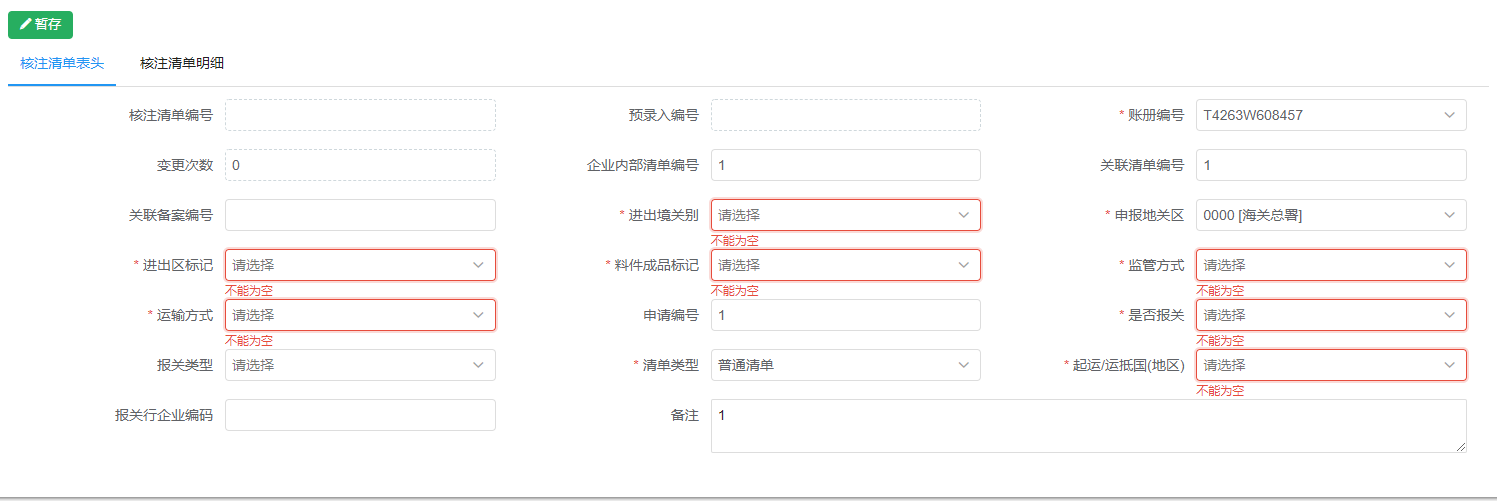 暂存
核注清单表头 核注清单明细
核注清单编号 预录入编号 * 账册编号 T4263W608457
变更次数 0 企业内部清单编号 1 关联清单编号 1
关联备案编号 * 进出境关别 请选择 * 申报地关区 0000 [海关总署]
不能为空
* 进出区标记 请选择 * 料件成品标记 请选择 * 监管方式 请选择
不能为空 不能为空 不能为空
* 运输方式 请选择 申请编号 1 * 是否报关 请选择
不能为空 不能为空
报关类型 请选择 * 清单类型 普通清单 * 起运/运抵国(地区) 请选择
不能为空
报关行企业编码 备注 1